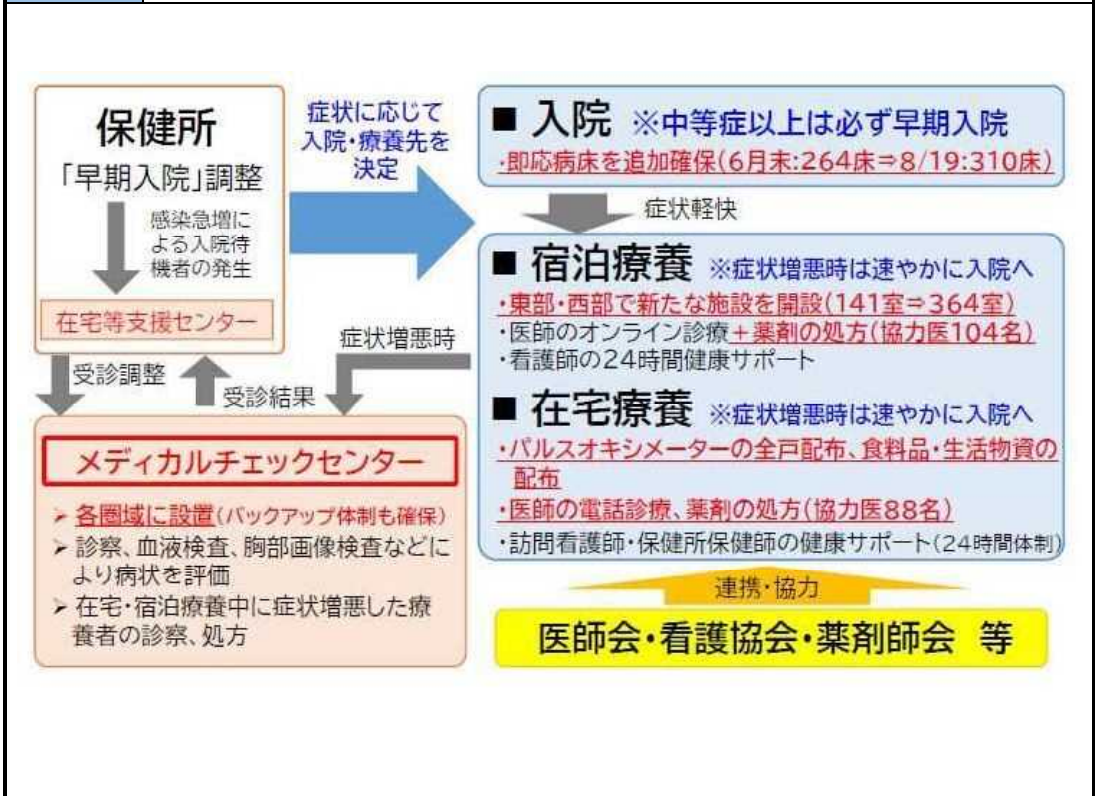 保健所
「早期入院」調整
感染急増に
よる入院待
機者の発生
在宅等支援センター
症状に応じて
入院・療養先を
決定
■ 入院 ※中等症以上は必ず早期入院
・即応病床を追加確保(6月末:264床⇒8/19:310床)
症状軽快
■ 宿泊療養 ※症状増悪時は速やかに入院へ
・東部・西部で新たな施設を開設(141室⇒364室)
・医師のオンライン診療+薬剤の処方(協力医104名)
・看護師の24時間健康サポート
■ 在宅療養 ※症状増悪時は速やかに入院へ
・パルスオキシメーターの全戸配布、食料品・生活物資の
配布
・医師の電話診療、薬剤の処方(協力医88名)
・訪問看護師・保健所保健師の健康サポート(24時間体制)
症状増悪時
受診調整
受診結果
メディカルチェックセンター
➢ 各圏域に設置(バックアップ体制も確保)
➢ 診察、血液検査、胸部画像検査などに
より病状を評価
➢ 在宅・宿泊療養中に症状増悪した療
養者の診察、処方
連携・協力
医師会・看護協会・薬剤師会 等